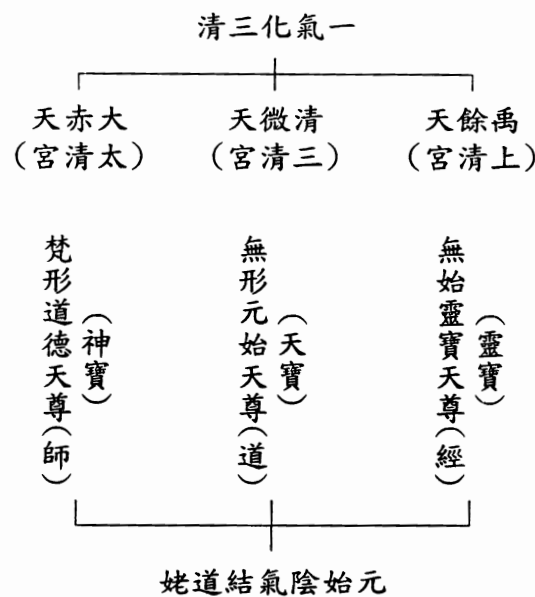 一氣化三清
禹餘天
（上清宮）
清微天
（三清宮）
大赤天
（太清宮）
（靈寶）
無始靈寶天尊（經）
（天寶）
無形元始天尊（道）
（神寶）
梵形道德天尊（師）
元始陰氣結道姥